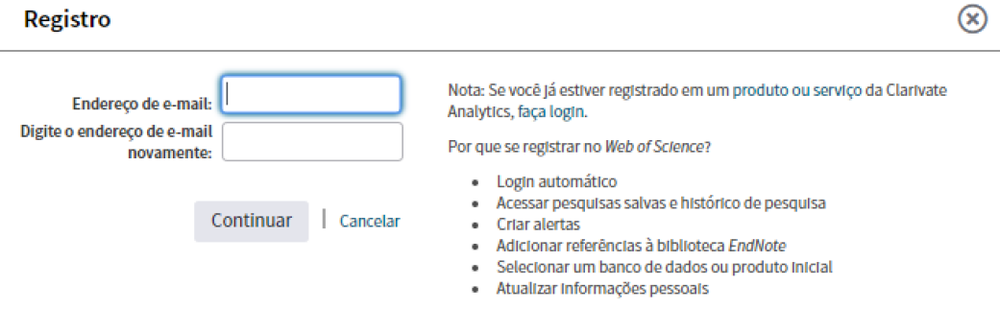 Registro
Endereço de e-mail:
Digite o endereço de e-mail
novamente:
Continuar | Cancelar
Nota: Se você já estiver registrado em um produto ou serviço da Clarivate
Analytics, faça login.
Por que se registrar no Web of Science?
• Login automático
• Acessar pesquisas salvas e histórico de pesquisa
• Criar alertas
• Adicionar referências à biblioteca EndNote
• Selecionar um banco de dados ou produto inicial
• Atualizar informações pessoais